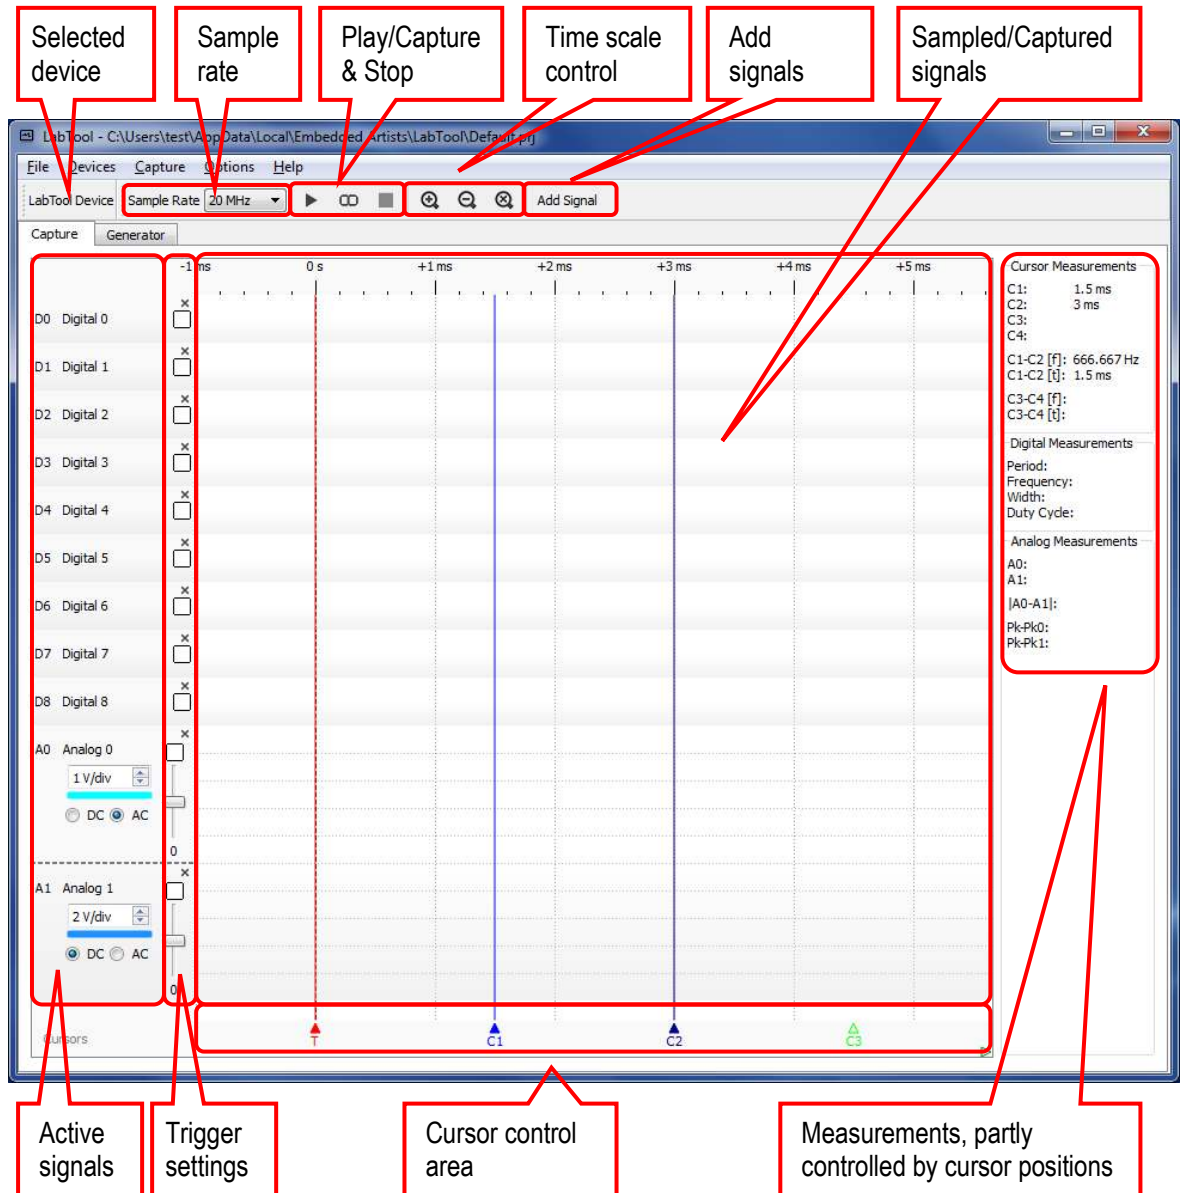 Selected device
Sample rate
Play/Capture & Stop
Time scale control
Add signals
Sampled/Captured signals
LabTool - C:\Users\test\AppData\Local\Embedded Artists\LabTool\Default.prj
File Devices Capture Options Help
LabTool Device Sample Rate 20 MHz Add Signal
Capture Generator
-1 ms 0 s +1 ms +2 ms +3 ms +4 ms +5 ms
D0 Digital 0
D1 Digital 1
D2 Digital 2
D3 Digital 3
D4 Digital 4
D5 Digital 5
D6 Digital 6
D7 Digital 7
D8 Digital 8
A0 Analog 0
1 V/div
DC AC
0
A1 Analog 1
2 V/div
DC AC
0
Cursors T C1 C2 C3
Cursor Measurements
C1: 1.5 ms
C2: 3 ms
C3:
C4:
C1-C2 [f]: 666.667 Hz
C1-C2 [t]: 1.5 ms
C3-C4 [f]:
C3-C4 [t]:
Digital Measurements
Period:
Frequency:
Width:
Duty Cycle:
Analog Measurements
A0:
A1:
|A0-A1|:
Pk-Pk0:
Pk-Pk1:
Active signals
Trigger settings
Cursor control area
Measurements, partly controlled by cursor positions